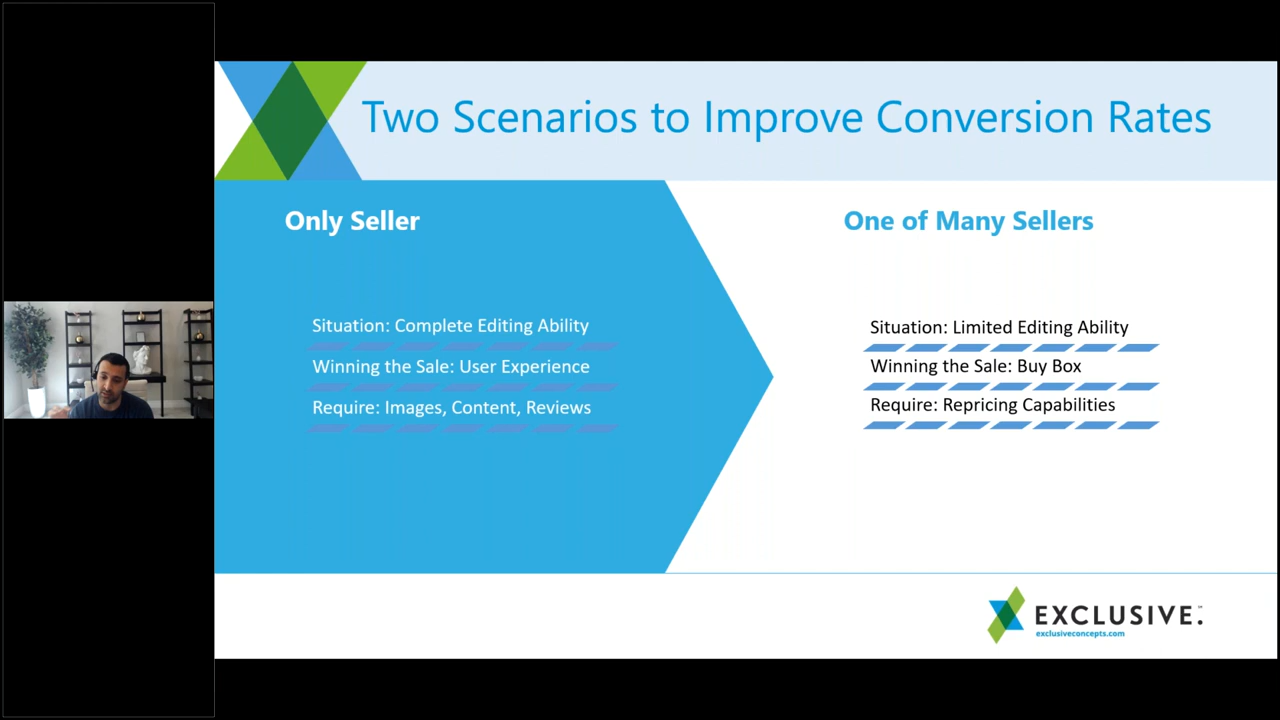 Two Scenarios to Improve Conversion Rates
Only Seller
Situation: Complete Editing Ability
Winning the Sale: User Experience
Require: Images, Content, Reviews
One of Many Sellers
Situation: Limited Editing Ability
Winning the Sale: Buy Box
Require: Repricing Capabilities
EXCLUSIVE.
exclusiveconcepts.com